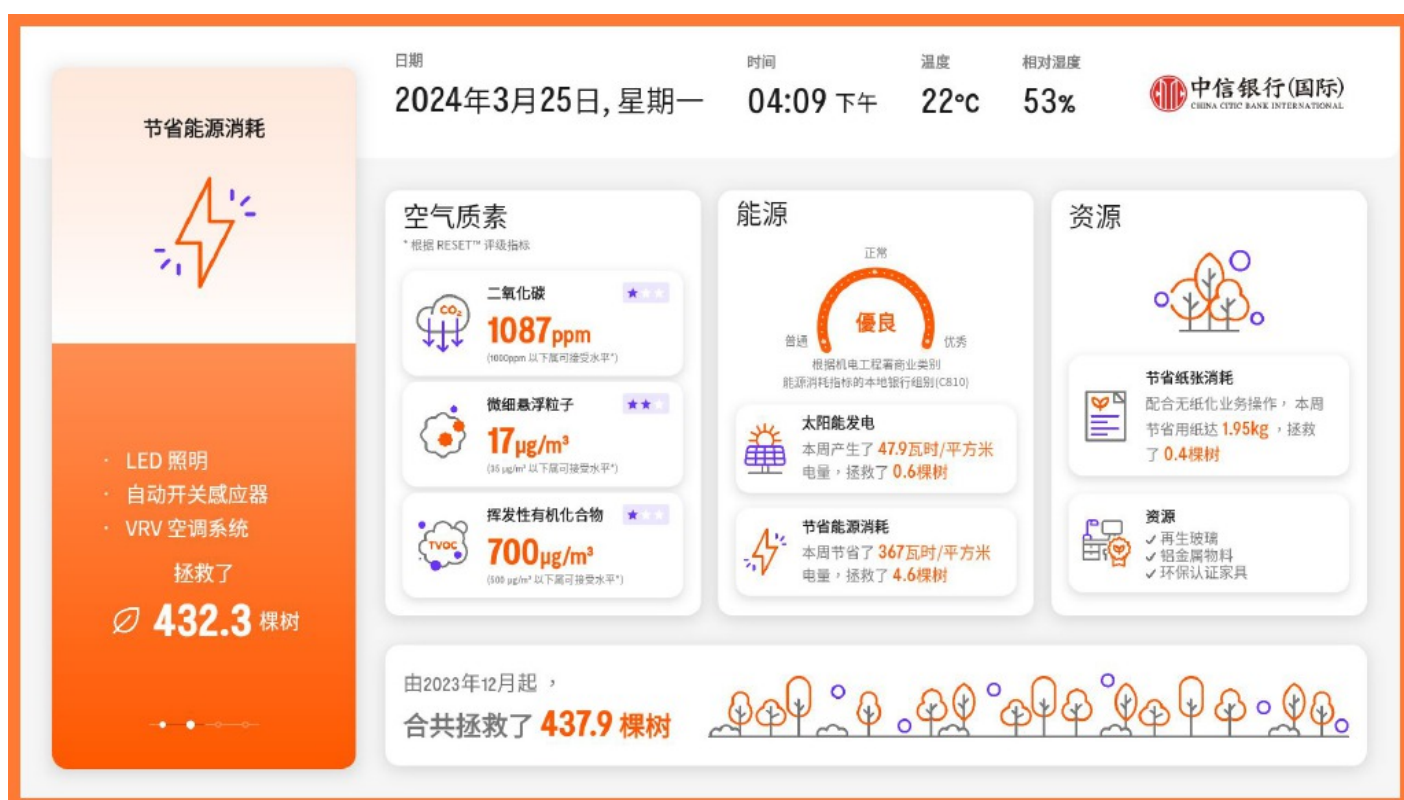 日期
2024年3月25日, 星期一
时间
04:09 下午
温度
22°C
相对湿度
53%
中信银行(国际)
CHINA CITIC BANK INTERNATIONAL
节省能源消耗
· LED 照明
· 自动开关感应器
· VRV 空调系统
拯救了
432.3 棵树
空气质素
* 根据 RESET™ 评级指标
CO₂
二氧化碳
1087ppm
(1000ppm 以下属可接受水平*)
微细悬浮粒子
17µg/m³
(35 µg/m³ 以下属可接受水平*)
TVOC
挥发性有机化合物
700µg/m³
(500 µg/m³ 以下属可接受水平*)
能源
正常
優良
普通
优秀
根据机电工程署商业类别
能源消耗指标的本地银行组别(C810)
太阳能发电
本周产生了 47.9瓦时/平方米
电量，拯救了 0.6棵树
节省能源消耗
本周节省了 367瓦时/平方米
电量，拯救了 4.6棵树
资源
节省纸张消耗
配合无纸化业务操作， 本周
节省用纸达 1.95kg ，拯救
了 0.4棵树
资源
✓ 再生玻璃
✓ 铝金属物料
✓ 环保认证家具
由2023年12月起 ，
合共拯救了 437.9 棵树